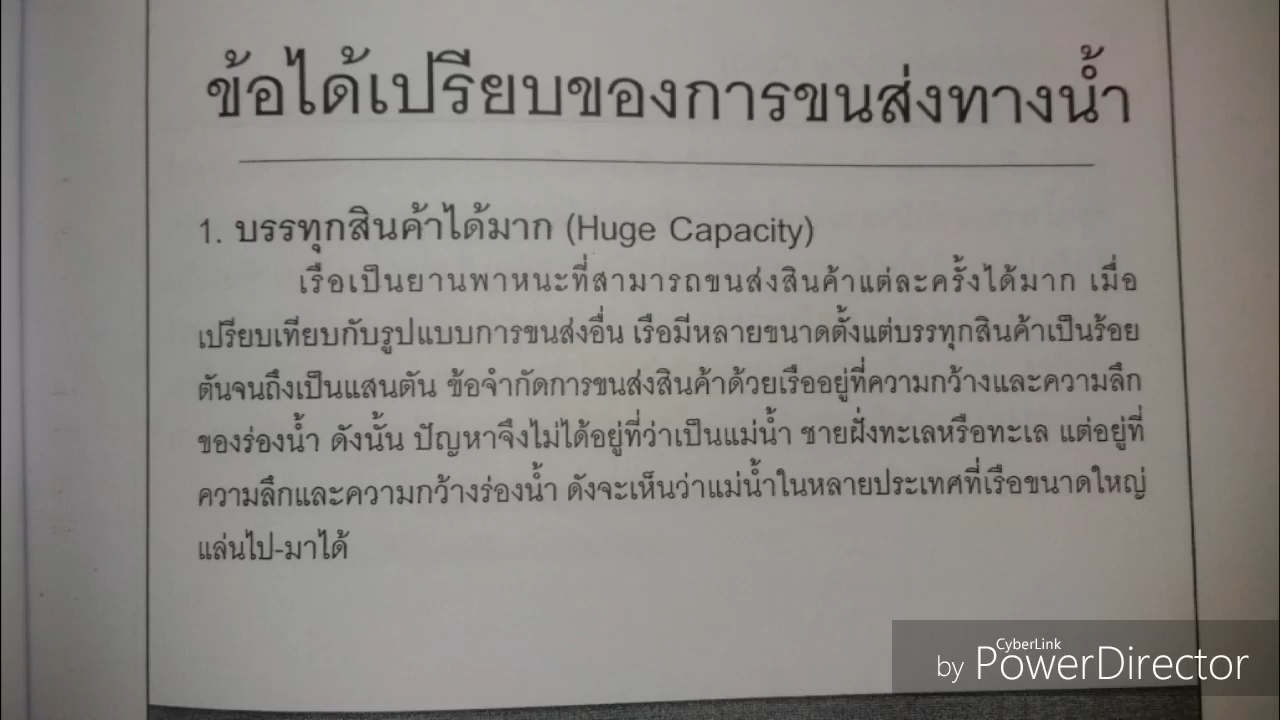 ข้อได้เปรียบของการขนส่งทางน้ำ
1. บรรทุกสินค้าได้มาก (Huge Capacity)
เรือเป็นยานพาหนะที่สามารถขนส่งสินค้าแต่ละครั้งได้มาก เมื่อ
เปรียบเทียบกับรูปแบบการขนส่งอื่น เรือมีหลายขนาดตั้งแต่บรรทุกสินค้าเป็นร้อย
ตันจนถึงเป็นแสนตัน ข้อจำกัดการขนส่งสินค้าด้วยเรืออยู่ที่ความกว้างและความลึก
ของร่องน้ำ ดังนั้น ปัญหาจึงไม่ได้อยู่ที่ว่าเป็นแม่น้ำ ชายฝั่งทะเลหรือทะเล แต่อยู่ที่
ความลึกและความกว้างร่องน้ำ ดังจะเห็นว่าแม่น้ำในหลายประเทศที่เรือขนาดใหญ่
แล่นไป-มาได้
CyberLink
by PowerDirector